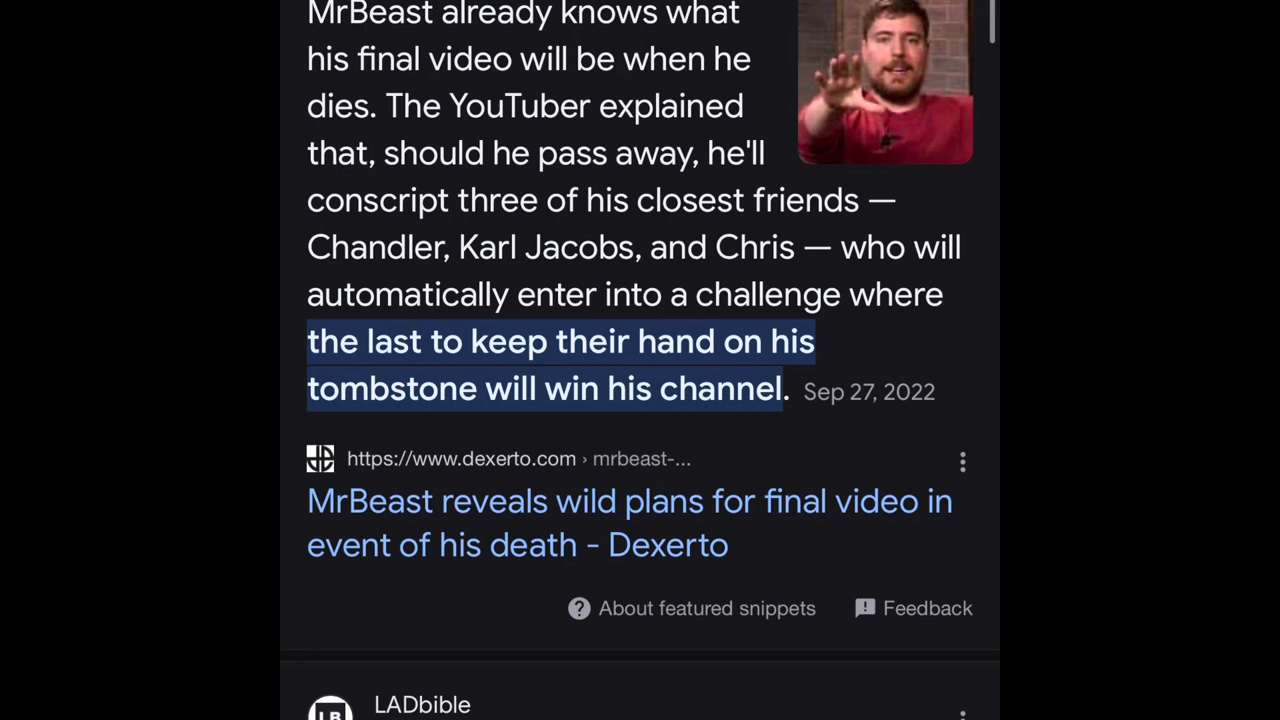 MrBeast already knows what
his final video will be when he
dies. The YouTuber explained
that, should he pass away, he'll
conscript three of his closest friends —
Chandler, Karl Jacobs, and Chris — who will
automatically enter into a challenge where
the last to keep their hand on his
tombstone will win his channel. Sep 27, 2022
https://www.dexerto.com › mrbeast-...
MrBeast reveals wild plans for final video in
event of his death - Dexerto
About featured snippets Feedback
LADbible
LB